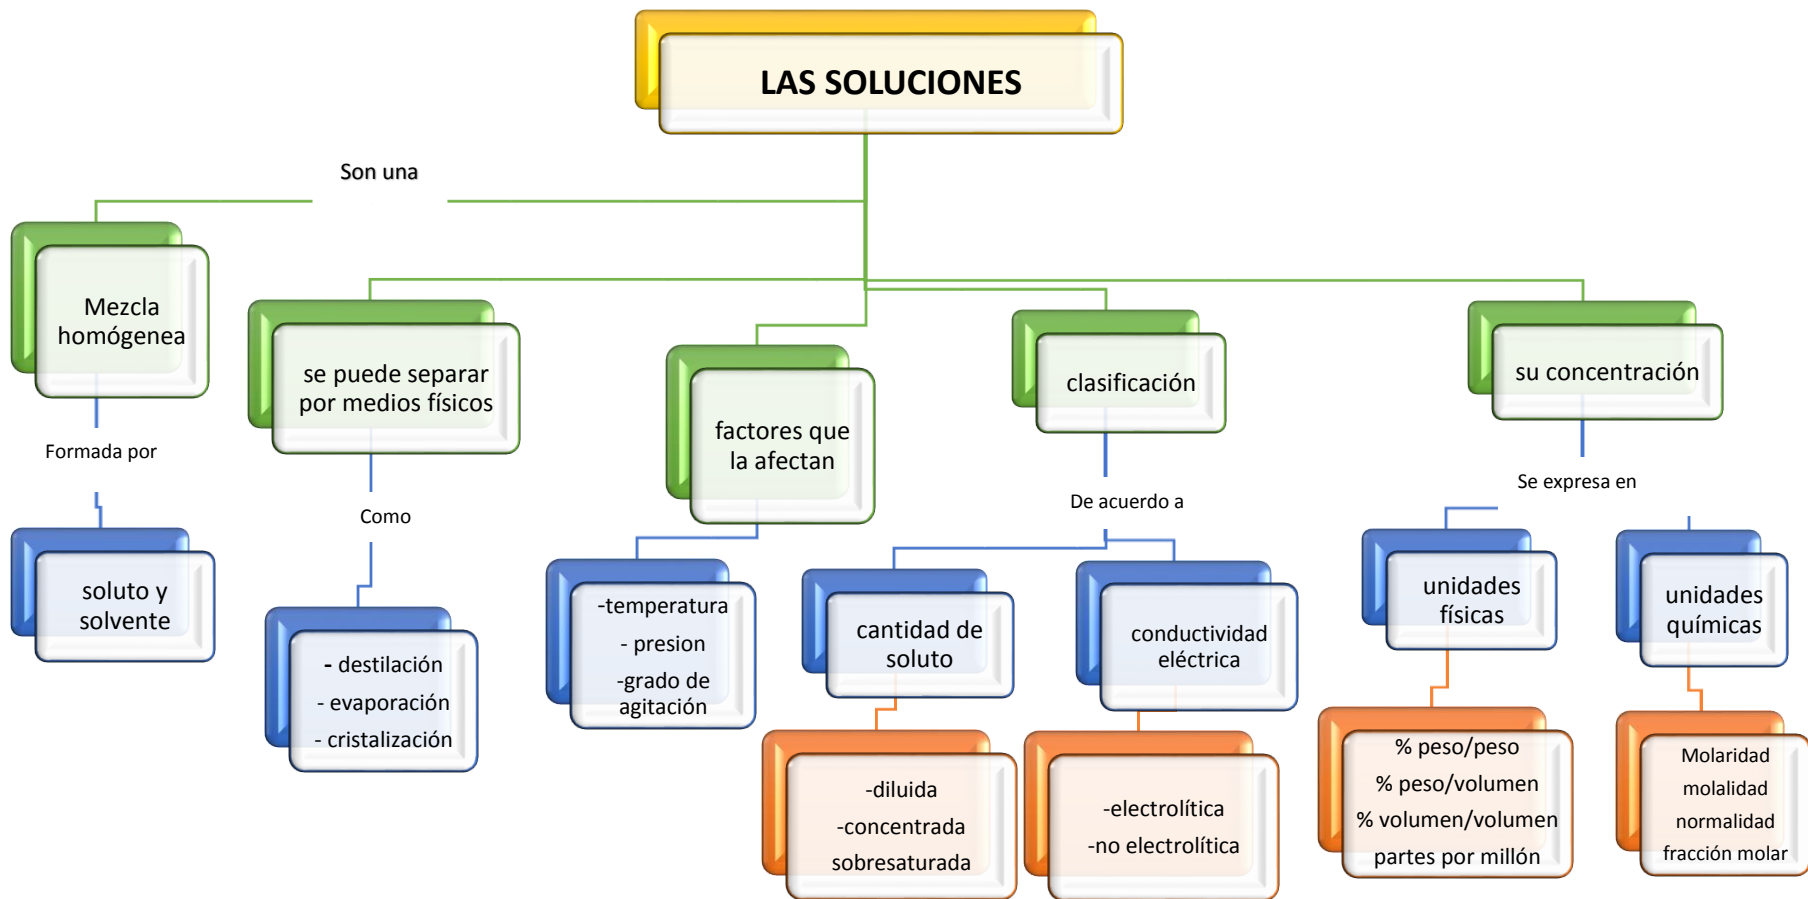 LAS SOLUCIONES
Son una
Mezcla
homógenea
Formada por
soluto y
solvente
se puede separar
por medios físicos
Como
- destilación
- evaporación
- cristalización
factores que
la afectan
-temperatura
- presion
-grado de
agitación
clasificación
De acuerdo a
cantidad de
soluto
-diluida
-concentrada
sobresaturada
conductividad
eléctrica
-electrolítica
-no electrolítica
su concentración
Se expresa en
unidades
físicas
% peso/peso
% peso/volumen
% volumen/volumen
partes por millón
unidades
químicas
Molaridad
molalidad
normalidad
fracción molar